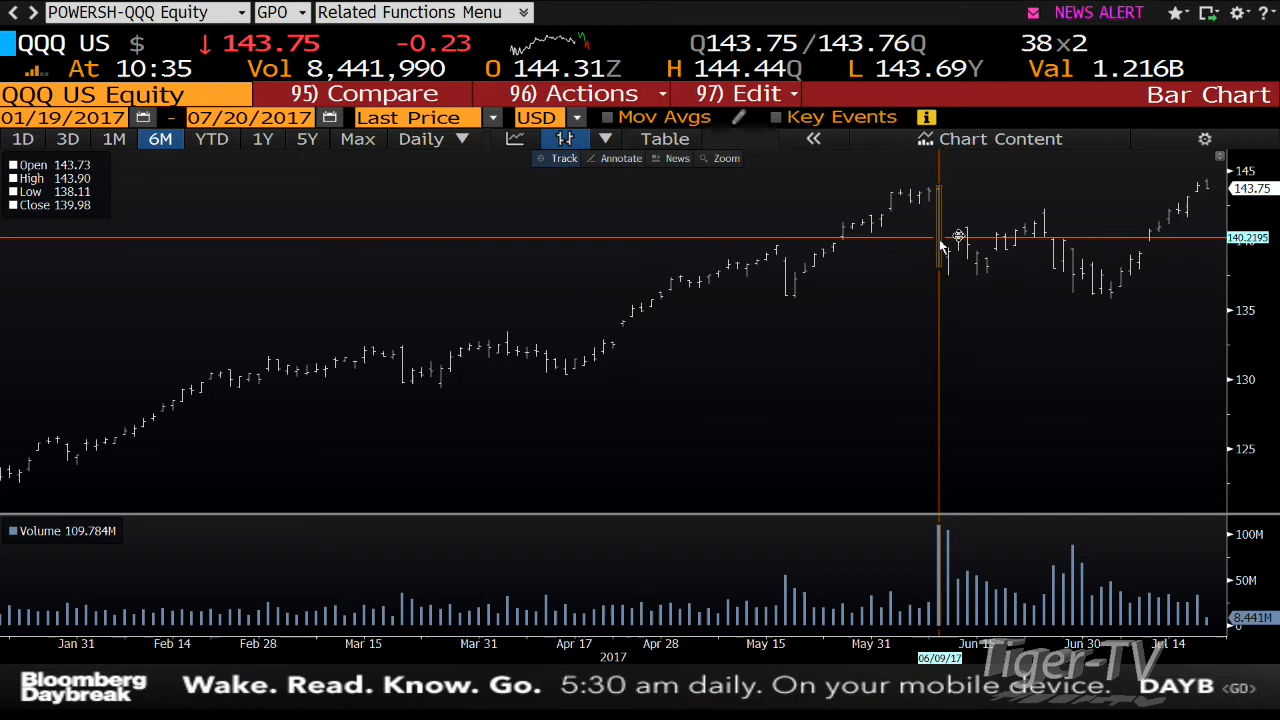 POWERSH-QQQ Equity GPO Related Functions Menu NEWS ALERT ?
QQQ US $ ↓ 143.75 -0.23 Q143.75/143.76Q 38x2
At 10:35 Vol 8,441,990 O 144.31Z H 144.44Q L 143.69Y Val 1.216B
QQQ US Equity 95) Compare 96) Actions 97) Edit Bar Chart
01/19/2017 - 07/20/2017 Last Price USD Mov Avgs Key Events i
1D 3D 1M 6M YTD 1Y 5Y Max Daily Table « Chart Content
Track Annotate News Zoom
Open 143.73
High 143.90
Low 138.11
Close 139.98
145
143.75
140.2195
135
130
125
Volume 109.784M
100M
50M
8.441M
0
Jan 31 Feb 14 Feb 28 Mar 15 Mar 31 Apr 17 Apr 28 May 15 May 31 Jun 15 Jun 30 Jul 14
2017
06/09/17
Tiger-TV
Bloomberg
Daybreak
Wake. Read. Know. Go. 5:30 am daily. On your mobile device. DAYB <GO>